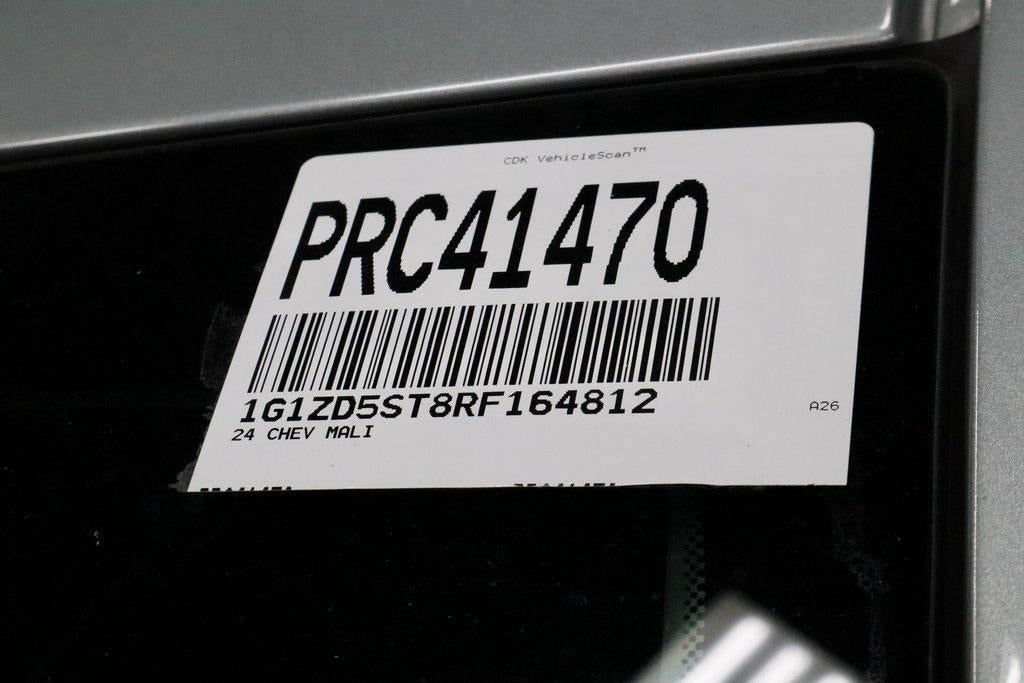 CDK VehicleScan™
PRC41470
1G1ZD5ST8RF164812
24 CHEV MALI
A26